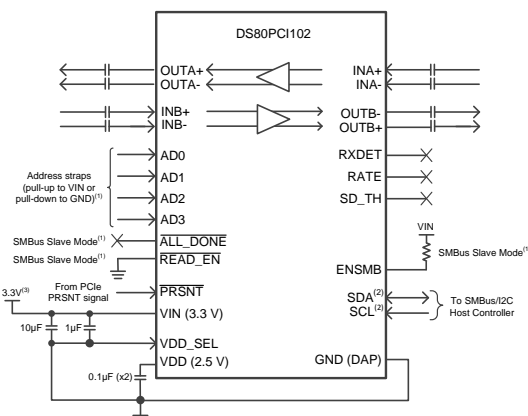 DS80PCI102
OUTA+
OUTA-
INA+
INA-
INB+
INB-
OUTB-
OUTB+
AD0
AD1
AD2
AD3
Address straps
(pull-up to VIN or
pull-down to GND)(1)
RXDET
RATE
SD_TH
SMBus Slave Mode(1)
ALL_DONE
SMBus Slave Mode(1)
READ_EN
VIN
SMBus Slave Mode(1
ENSMB
From PCIe
PRSNT signal
PRSNT
SDA(2)
SCL(2)
To SMBus/I2C
Host Controller
3.3V(3)
VIN (3.3 V)
10µF
1µF
VDD_SEL
VDD (2.5 V)
0.1µF (x2)
GND (DAP)